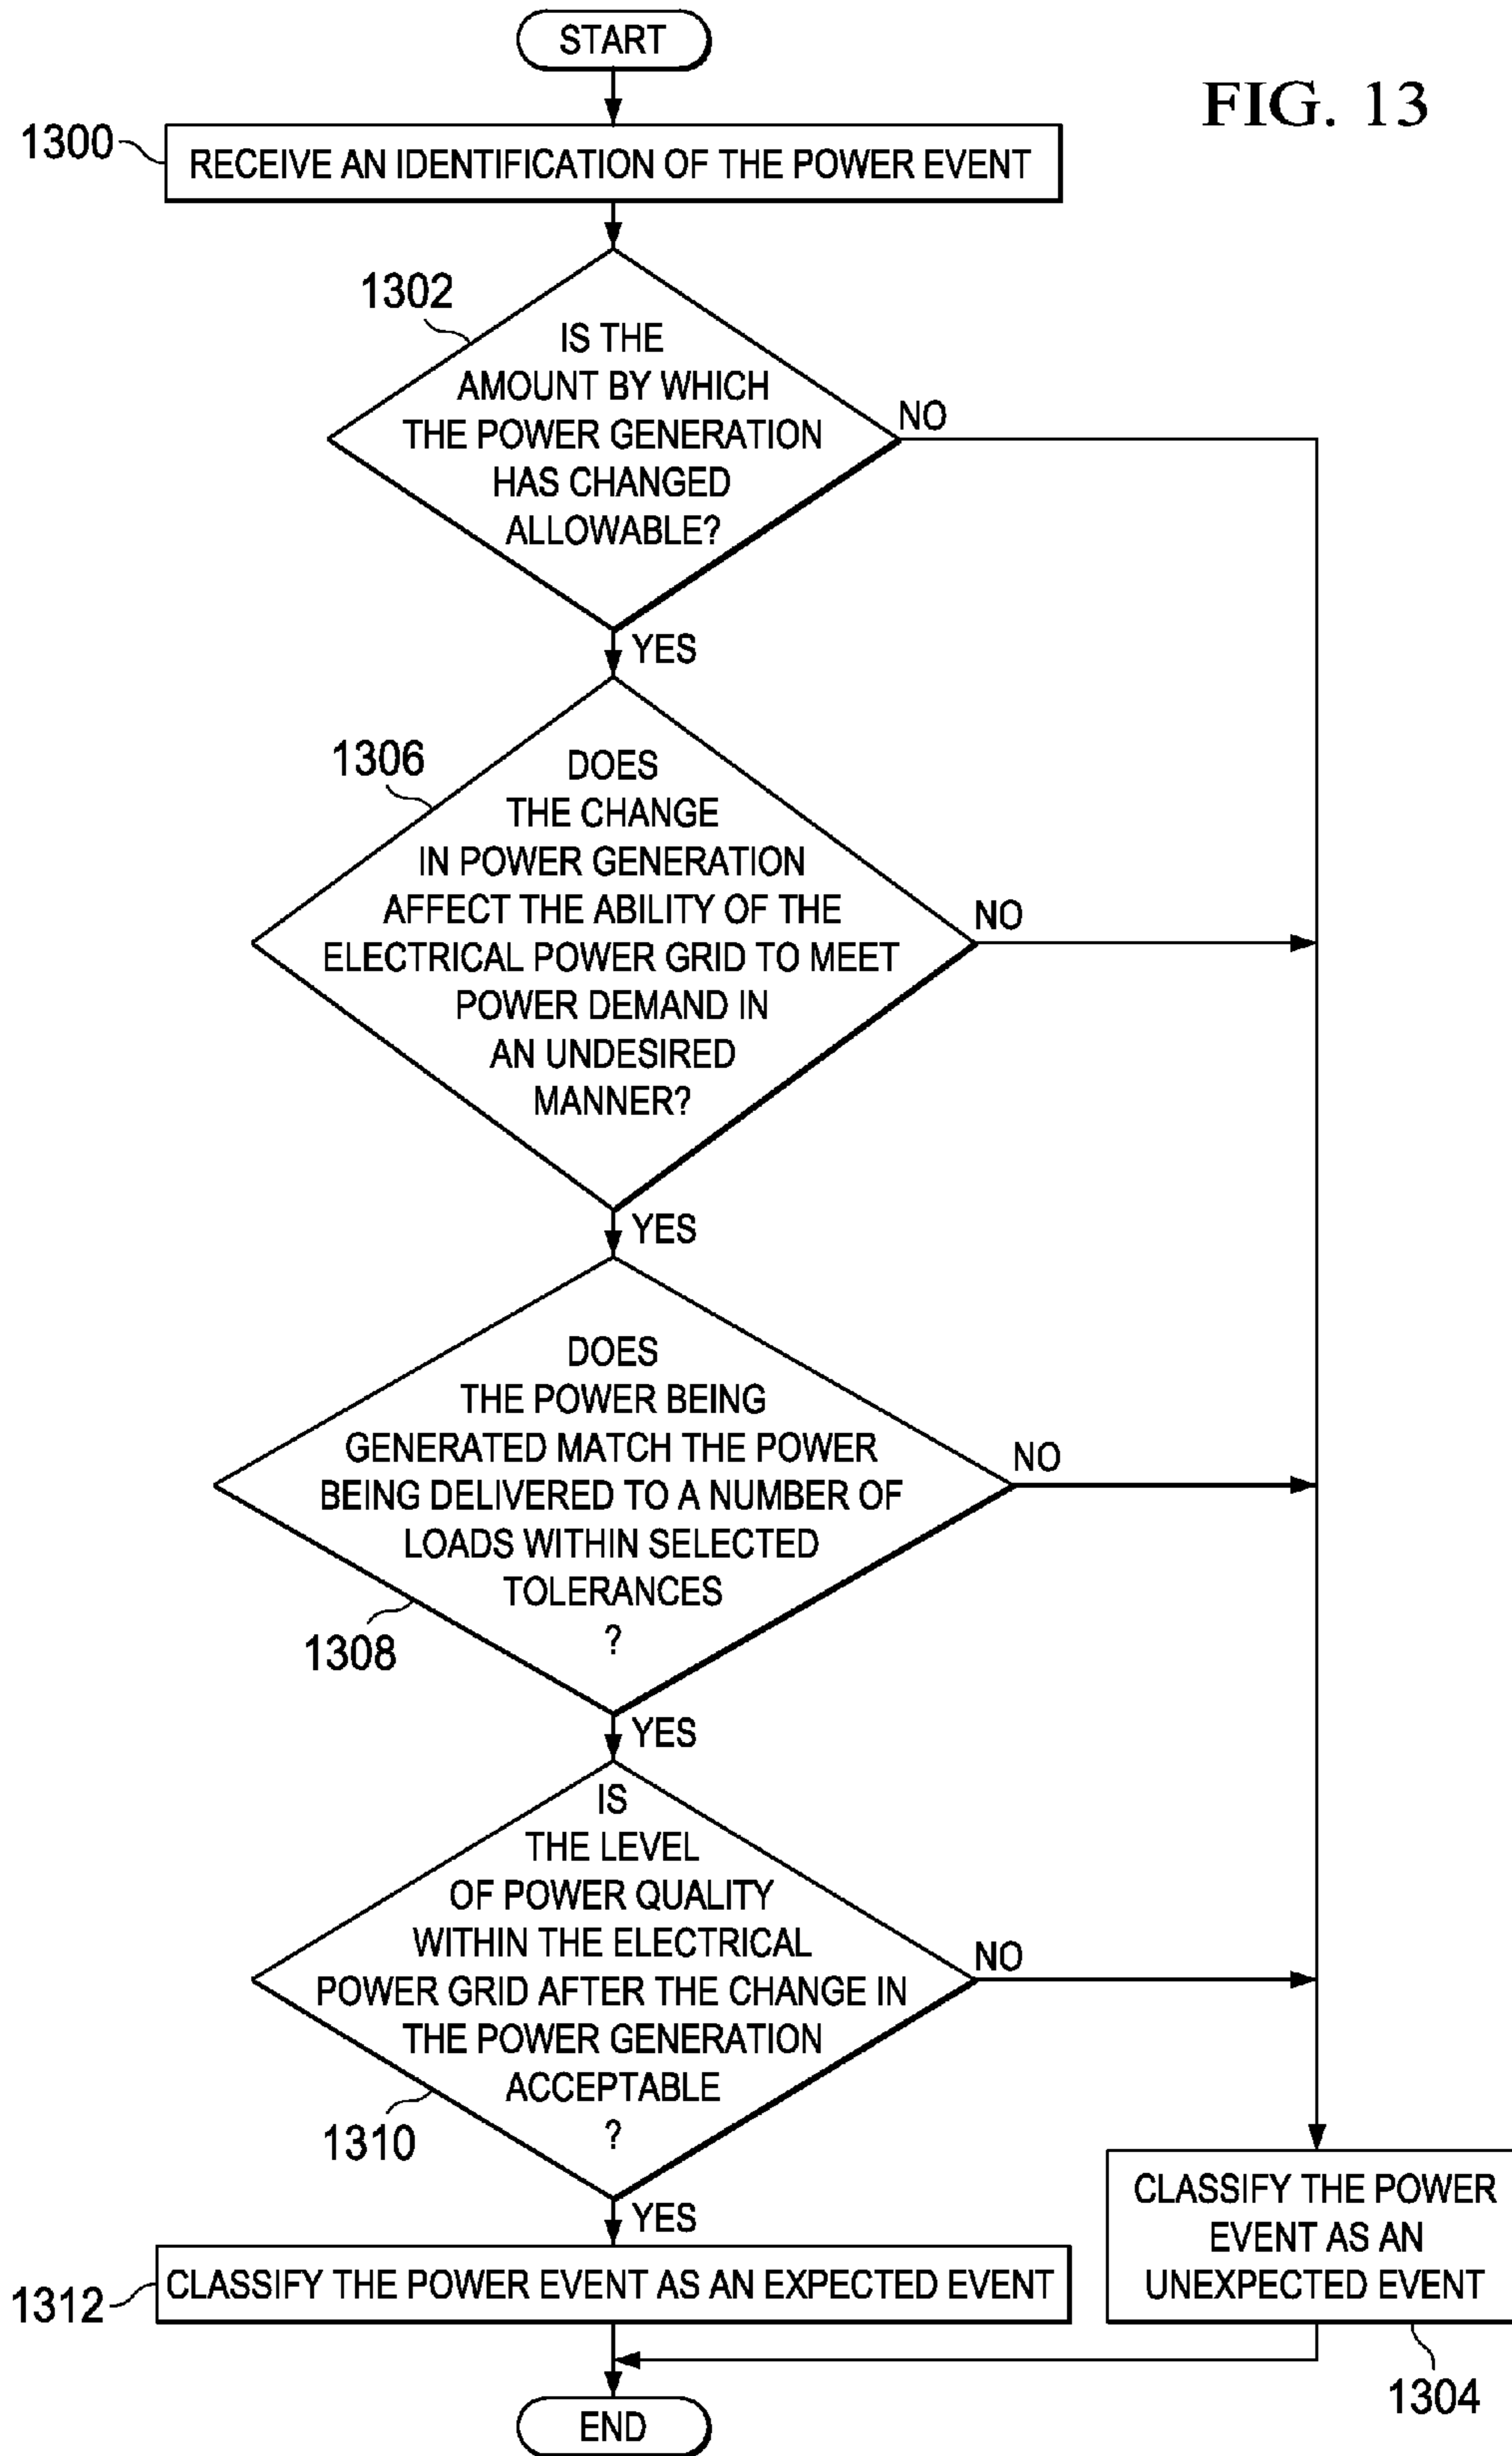 START
FIG. 13
1300
RECEIVE AN IDENTIFICATION OF THE POWER EVENT
1302
IS THE
AMOUNT BY WHICH
THE POWER GENERATION
HAS CHANGED
ALLOWABLE?
NO
YES
1306
DOES
THE CHANGE
IN POWER GENERATION
AFFECT THE ABILITY OF THE
ELECTRICAL POWER GRID TO MEET
POWER DEMAND IN
AN UNDESIRED
MANNER?
NO
YES
DOES
THE POWER BEING
GENERATED MATCH THE POWER
BEING DELIVERED TO A NUMBER OF
LOADS WITHIN SELECTED
TOLERANCES
?
NO
1308
YES
IS
THE LEVEL
OF POWER QUALITY
WITHIN THE ELECTRICAL
POWER GRID AFTER THE CHANGE IN
THE POWER GENERATION
ACCEPTABLE
?
NO
1310
YES
CLASSIFY THE POWER
EVENT AS AN
UNEXPECTED EVENT
1304
1312
CLASSIFY THE POWER EVENT AS AN EXPECTED EVENT
END